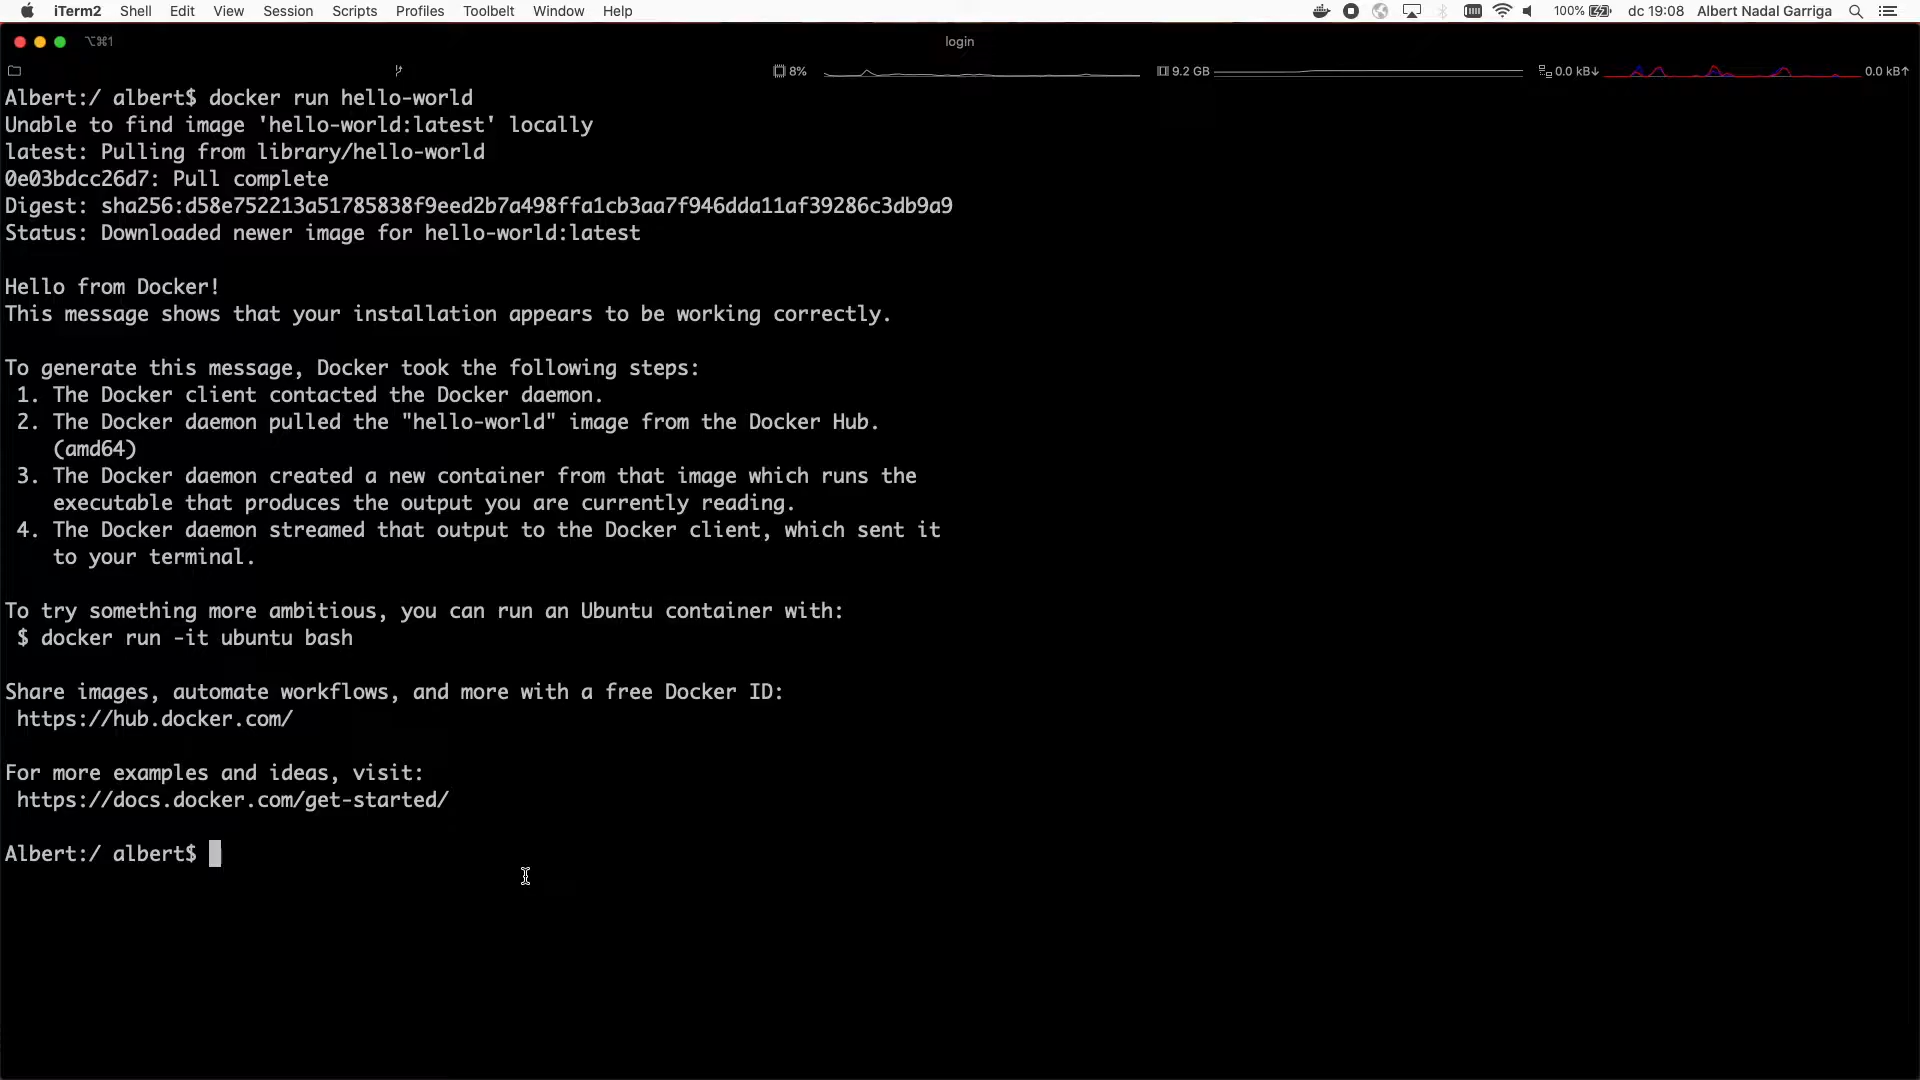 iTerm2 Shell Edit View Session Scripts Profiles Toolbelt Window Help 100% dc 19:08 Albert Nadal Garriga
⌥⌘1 login
8% 9.2 GB 0.0 kB↓ 0.0 kB↑
Albert:/ albert$ docker run hello-world
Unable to find image 'hello-world:latest' locally
latest: Pulling from library/hello-world
0e03bdcc26d7: Pull complete
Digest: sha256:d58e752213a51785838f9eed2b7a498ffa1cb3aa7f946dda11af39286c3db9a9
Status: Downloaded newer image for hello-world:latest
Hello from Docker!
This message shows that your installation appears to be working correctly.
To generate this message, Docker took the following steps:
1. The Docker client contacted the Docker daemon.
2. The Docker daemon pulled the "hello-world" image from the Docker Hub.
(amd64)
3. The Docker daemon created a new container from that image which runs the
executable that produces the output you are currently reading.
4. The Docker daemon streamed that output to the Docker client, which sent it
to your terminal.
To try something more ambitious, you can run an Ubuntu container with:
$ docker run -it ubuntu bash
Share images, automate workflows, and more with a free Docker ID:
https://hub.docker.com/
For more examples and ideas, visit:
https://docs.docker.com/get-started/
Albert:/ albert$